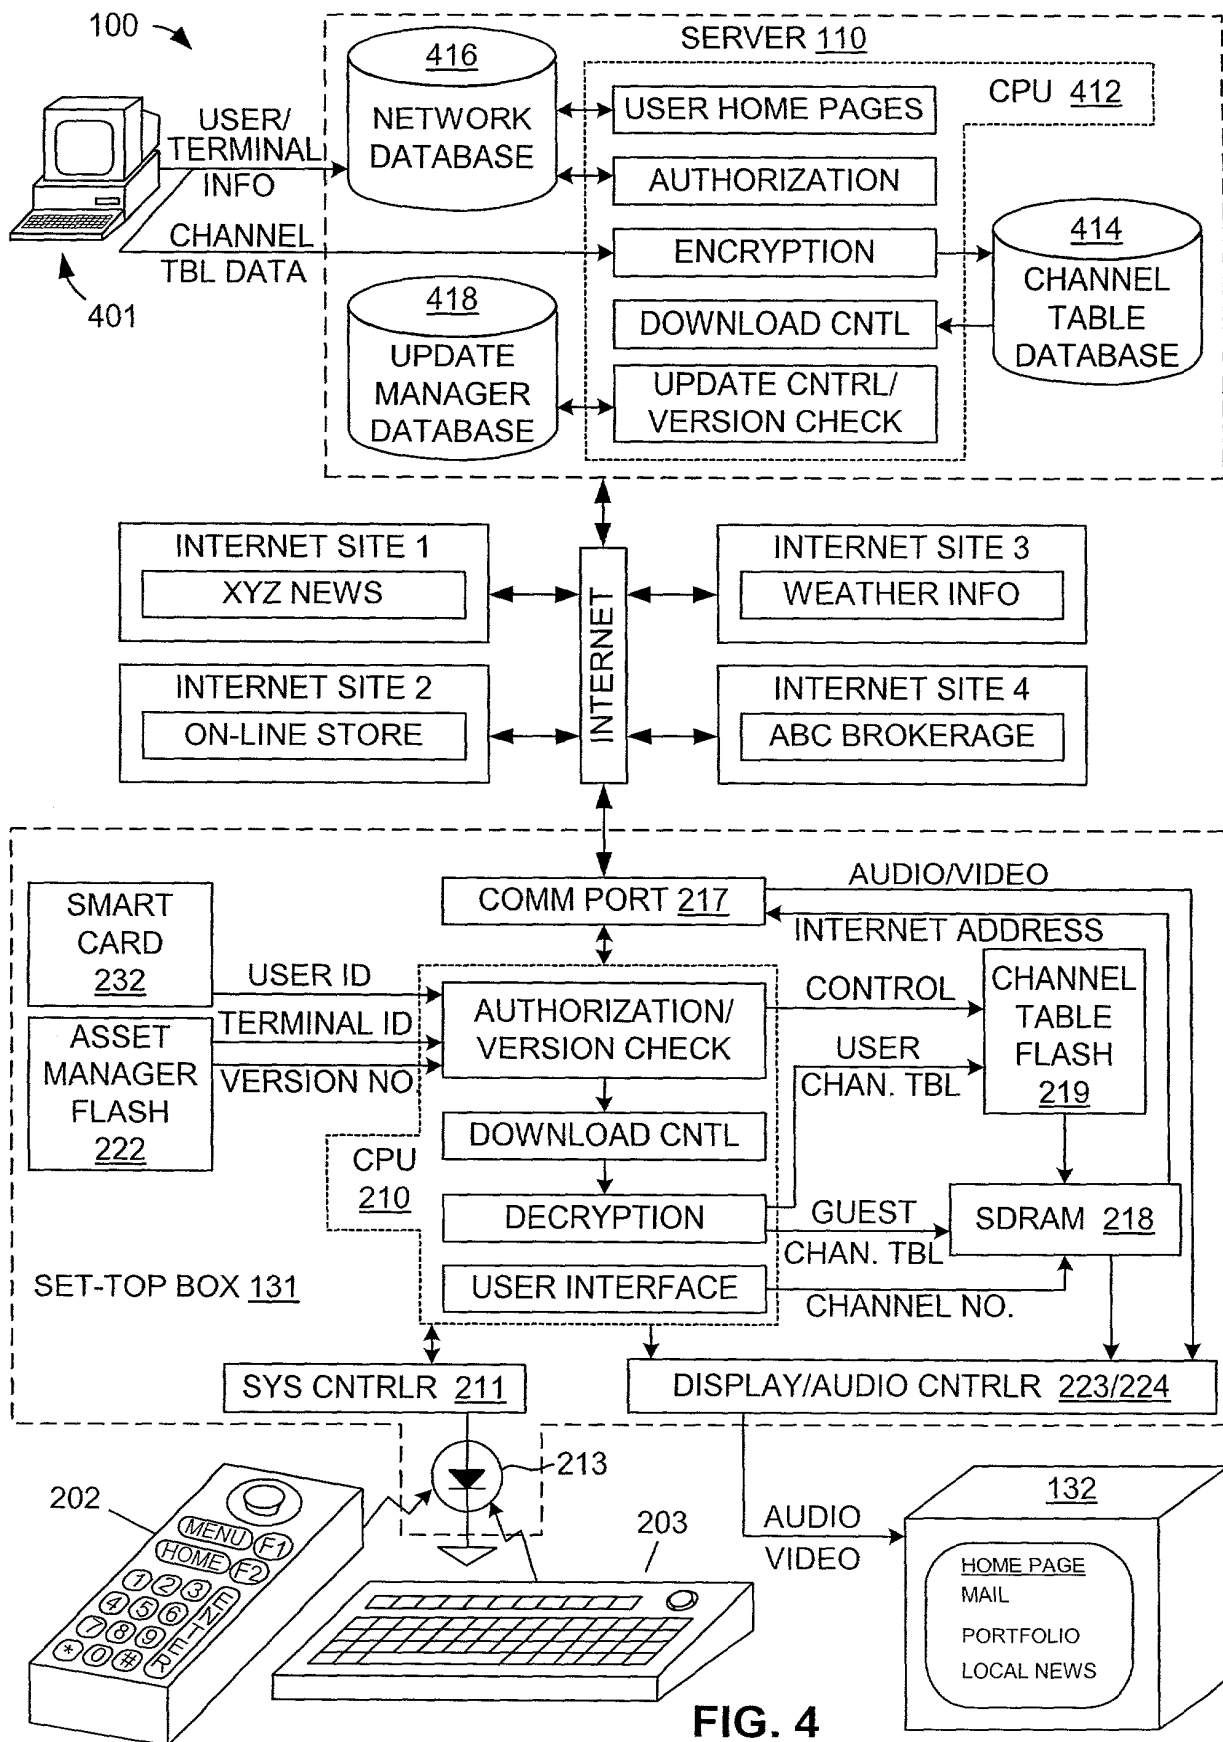 100
SERVER 110
416
NETWORK
DATABASE
CPU 412
USER HOME PAGES
USER/
TERMINAL
INFO
AUTHORIZATION
CHANNEL
TBL DATA
ENCRYPTION
414
CHANNEL
TABLE
DATABASE
401
418
UPDATE
MANAGER
DATABASE
DOWNLOAD CNTL
UPDATE CNTRL/
VERSION CHECK
INTERNET SITE 1
XYZ NEWS
INTERNET SITE 3
WEATHER INFO
INTERNET
INTERNET SITE 2
ON-LINE STORE
INTERNET SITE 4
ABC BROKERAGE
COMM PORT 217
AUDIO/VIDEO
INTERNET ADDRESS
SMART
CARD
232
USER ID
TERMINAL ID
VERSION NO.
ASSET
MANAGER
FLASH
222
AUTHORIZATION/
VERSION CHECK
CONTROL
CHANNEL
TABLE
FLASH
219
USER
CHAN. TBL
DOWNLOAD CNTL
CPU
210
DECRYPTION
GUEST
CHAN. TBL
SDRAM 218
SET-TOP BOX 131
USER INTERFACE
CHANNEL NO.
SYS CNTRLR 211
DISPLAY/AUDIO CNTRLR 223/224
213
202
MENU F1
HOME F2
1 2 3
4 5 6
7 8 9
* 0 #
ENTER
203
AUDIO
VIDEO
132
HOME PAGE
MAIL
PORTFOLIO
LOCAL NEWS
FIG. 4